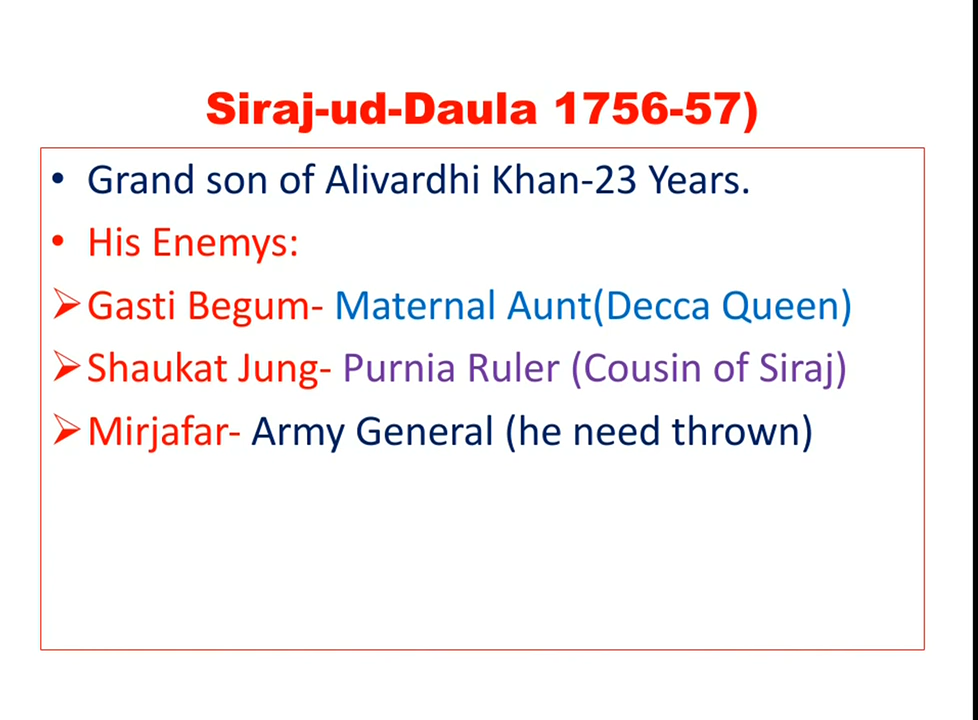 Siraj-ud-Daula 1756-57)
• Grand son of Alivardhi Khan-23 Years.
• His Enemys:
➢ Gasti Begum- Maternal Aunt(Decca Queen)
➢ Shaukat Jung- Purnia Ruler (Cousin of Siraj)
➢ Mirjafar- Army General (he need thrown)